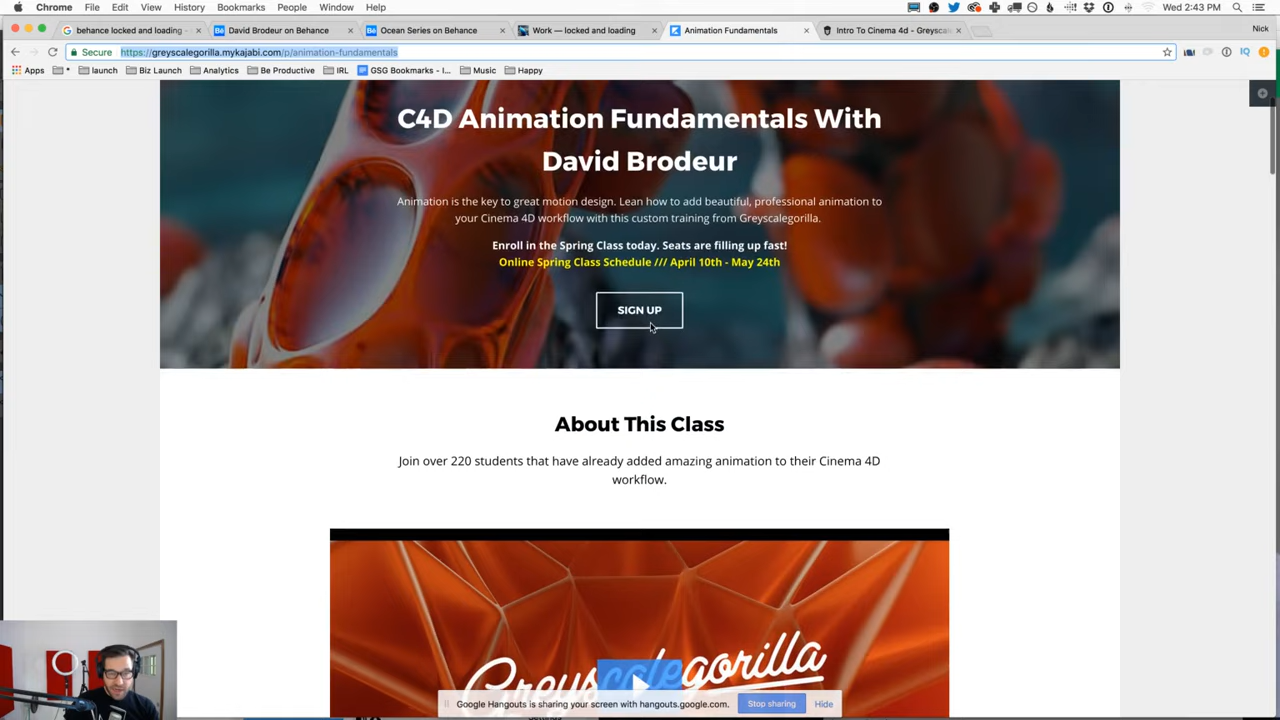 Chrome File Edit View History Bookmarks People Window Help
Wed 2:43 PM
behance locked and loading -
David Brodeur on Behance
Ocean Series on Behance
Work — locked and loading
Animation Fundamentals
Intro To Cinema 4d - Greysca
Nick
Secure https://greyscalegorilla.mykajabi.com/p/animation-fundamentals
Apps * launch Biz Launch Analytics Be Productive IRL GSG Bookmarks - I... Music Happy
C4D Animation Fundamentals With
David Brodeur
Animation is the key to great motion design. Lean how to add beautiful, professional animation to
your Cinema 4D workflow with this custom training from Greyscalegorilla.
Enroll in the Spring Class today. Seats are filling up fast!
Online Spring Class Schedule /// April 10th - May 24th
SIGN UP
About This Class
Join over 220 students that have already added amazing animation to their Cinema 4D
workflow.
Greyscalegorilla
Google Hangouts is sharing your screen with hangouts.google.com. Stop sharing Hide